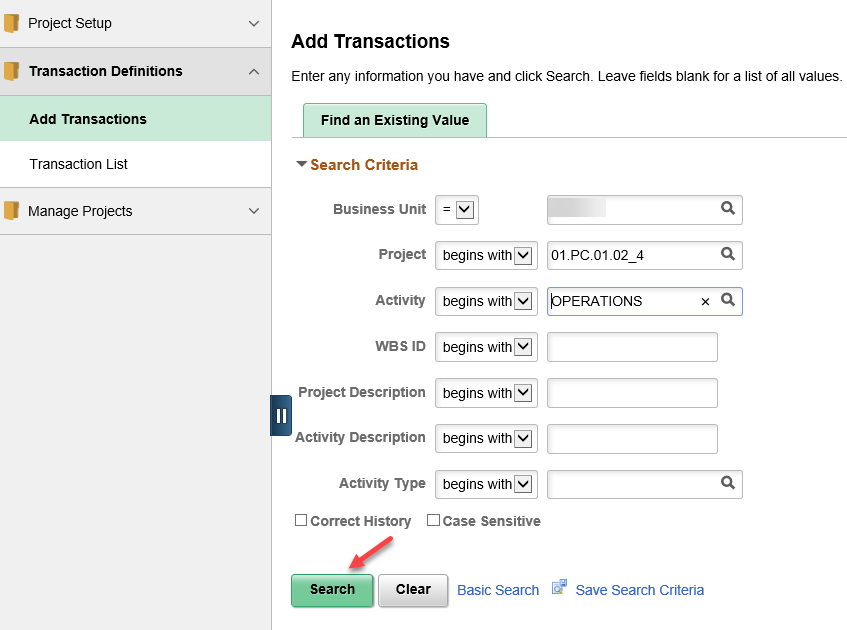 Project Setup
Transaction Definitions
Add Transactions
Transaction List
Manage Projects
Add Transactions
Enter any information you have and click Search. Leave fields blank for a list of all values.
Find an Existing Value
Search Criteria
Business Unit =
Project begins with 01.PC.01.02_4
Activity begins with OPERATIONS ×
WBS ID begins with
Project Description begins with
Activity Description begins with
Activity Type begins with
Correct History Case Sensitive
Search Clear Basic Search Save Search Criteria